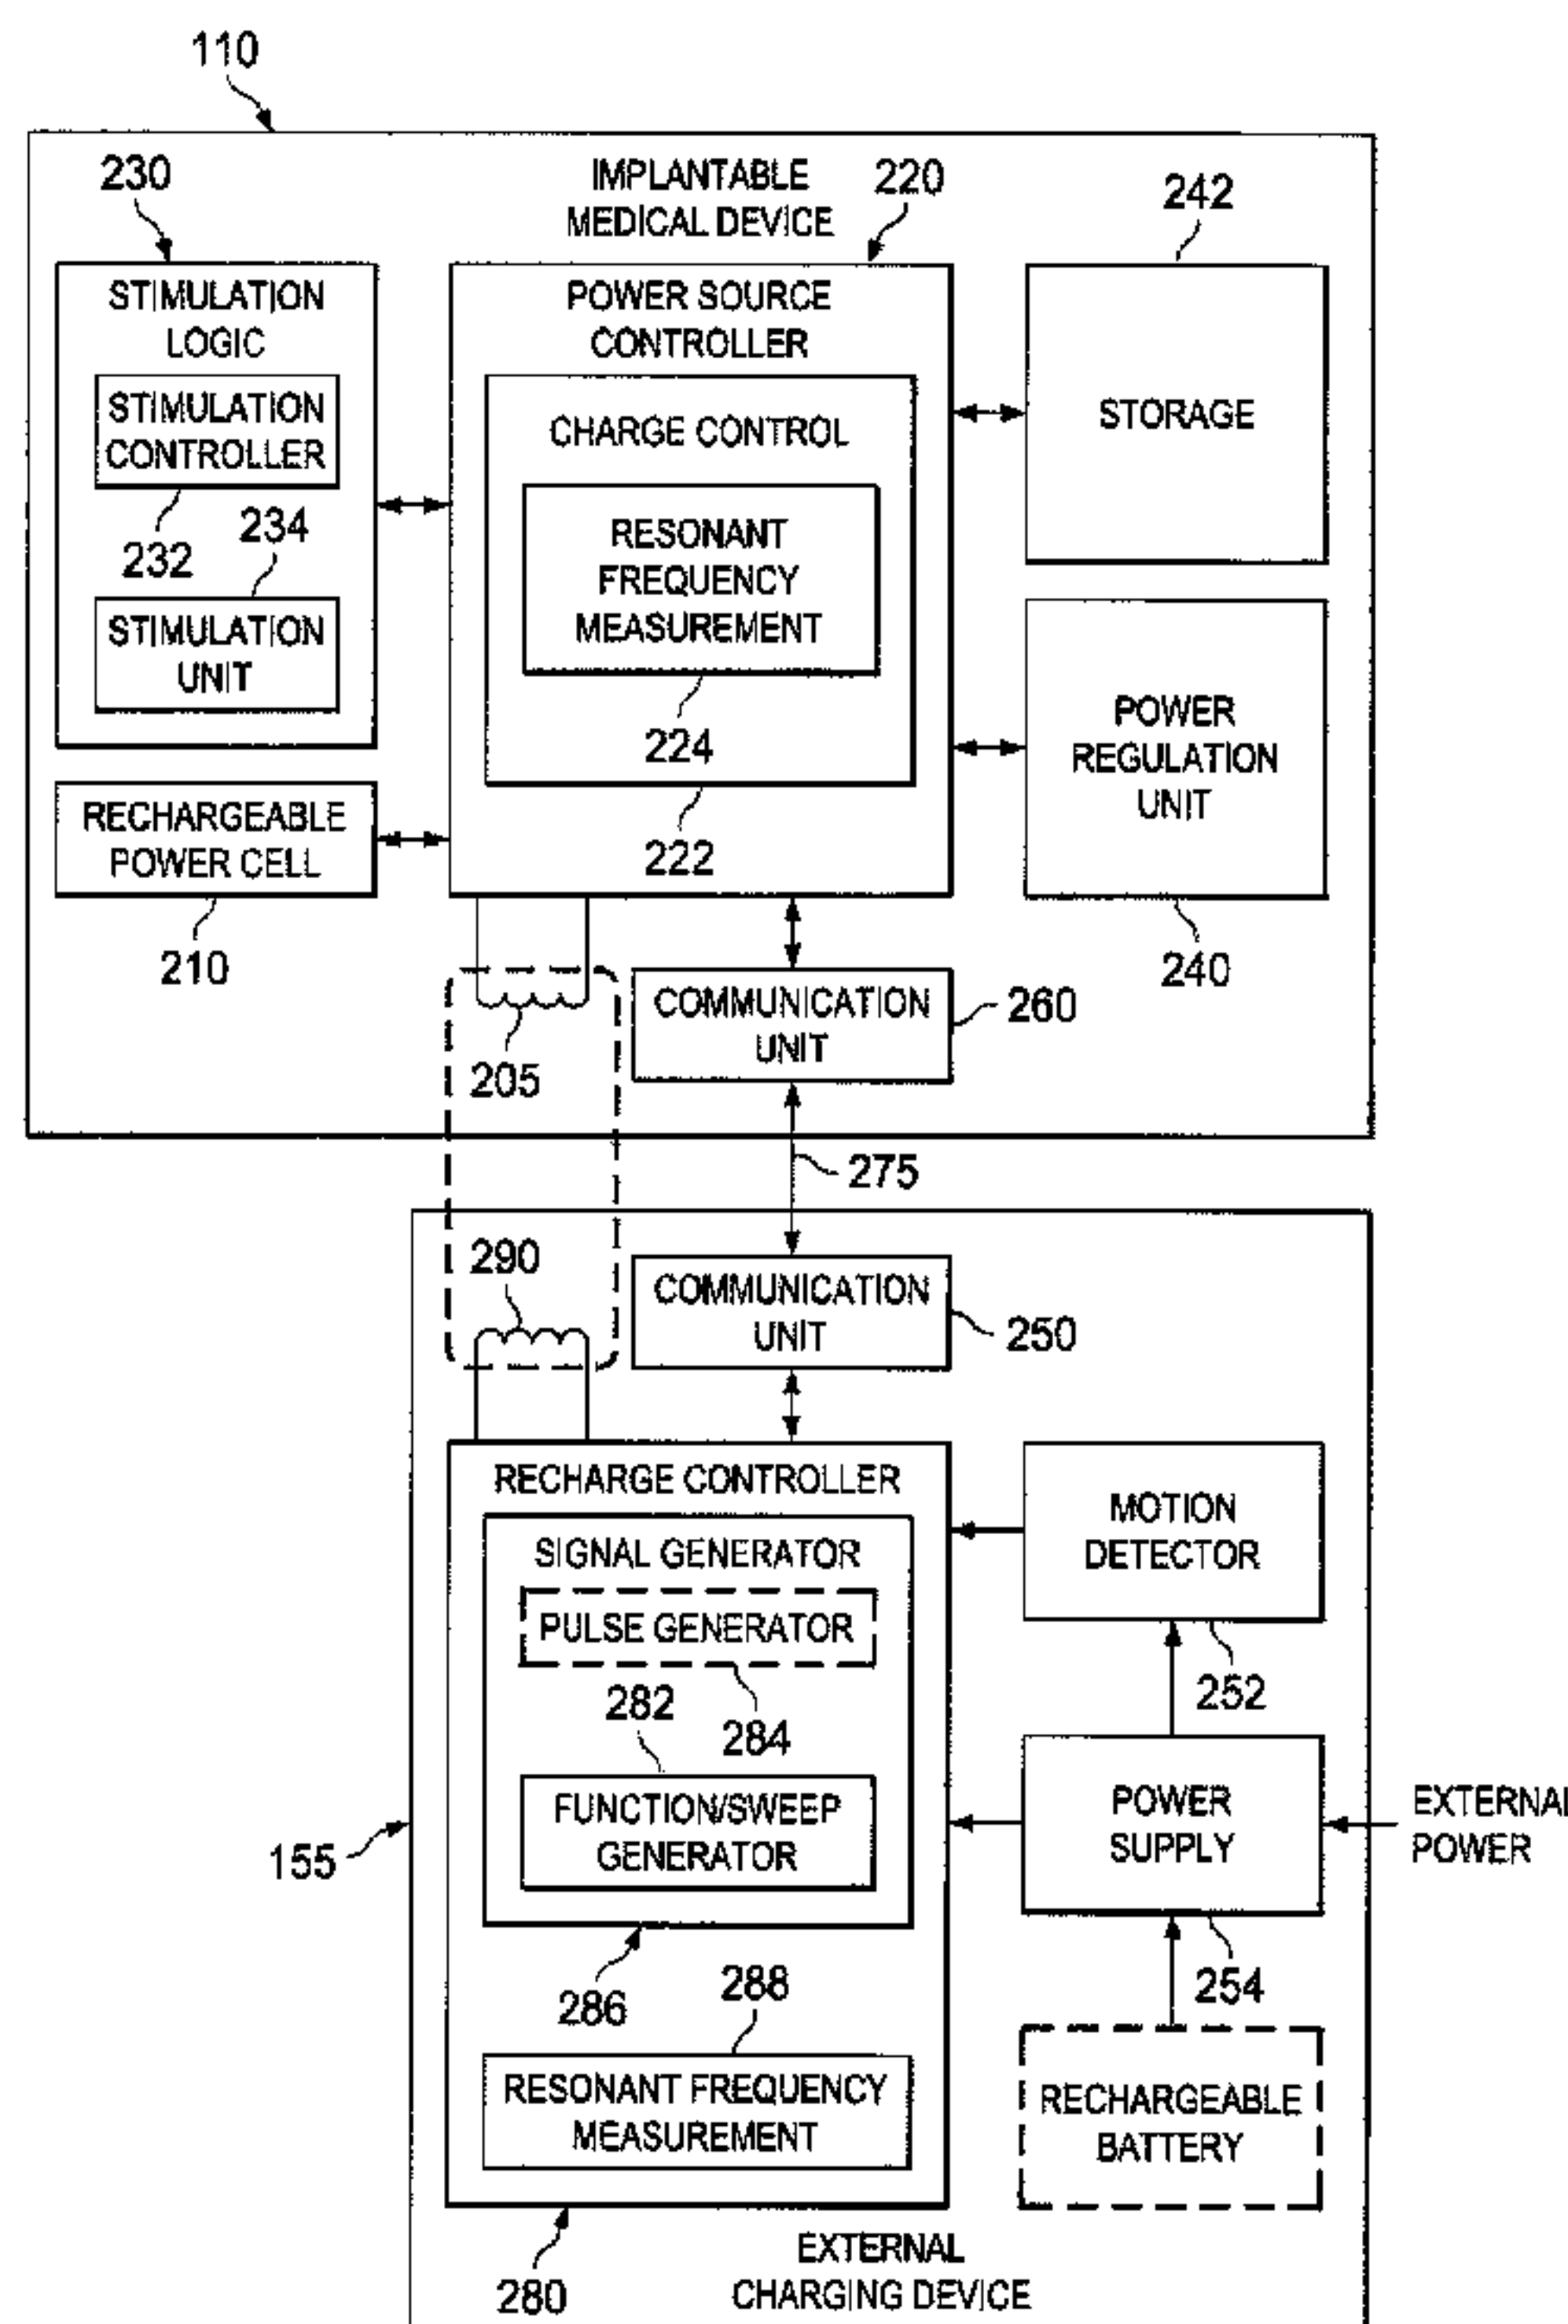 110
230
IMPLANTABLE
MEDICAL DEVICE
220
242
STIMULATION
LOGIC
STIMULATION
CONTROLLER
232
234
STIMULATION
UNIT
POWER SOURCE
CONTROLLER
CHARGE CONTROL
RESONANT
FREQUENCY
MEASUREMENT
224
222
STORAGE
POWER
REGULATION
UNIT
240
RECHARGEABLE
POWER CELL
210
205
COMMUNICATION
UNIT
260
275
290
COMMUNICATION
UNIT
250
RECHARGE CONTROLLER
SIGNAL GENERATOR
PULSE GENERATOR
282
284
FUNCTION/SWEEP
GENERATOR
286
288
RESONANT FREQUENCY
MEASUREMENT
280
MOTION
DETECTOR
252
POWER
SUPPLY
254
EXTERNAL
POWER
RECHARGEABLE
BATTERY
155
EXTERNAL
CHARGING DEVICE